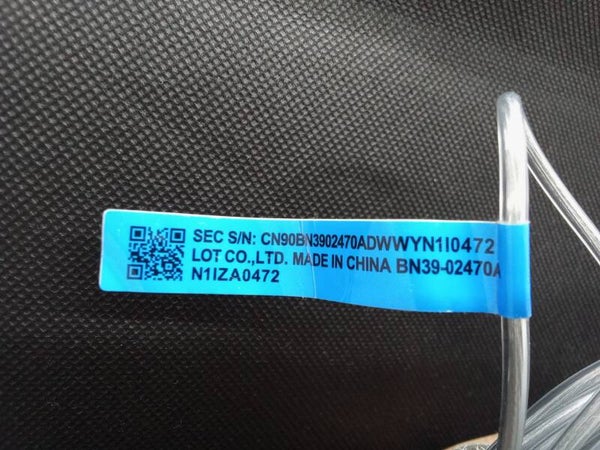 SEC S/N: CN90BN3902470ADWWYN1I0472
LOT CO.,LTD. MADE IN CHINA BN39-02470A
N1IZA0472